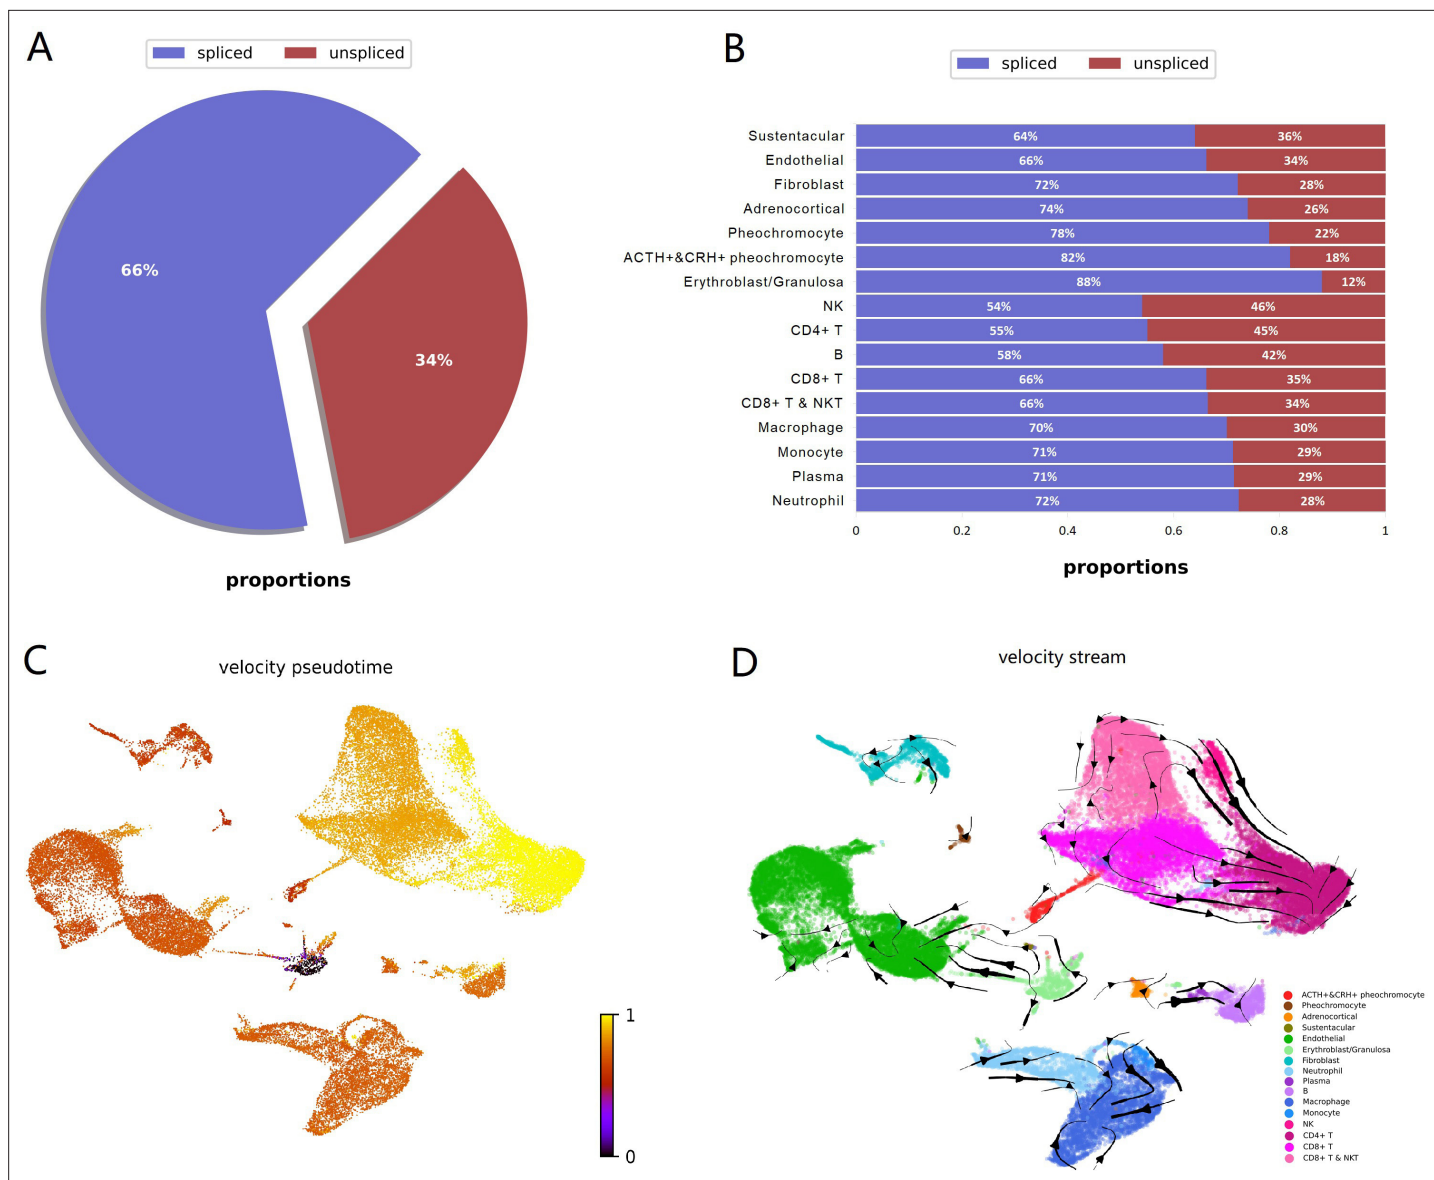 A
spliced unspliced
66%
34%
proportions
B
spliced unspliced
Sustentacular 64% 36%
Endothelial 66% 34%
Fibroblast 72% 28%
Adrenocortical 74% 26%
Pheochromocyte 78% 22%
ACTH+&CRH+ pheochromocyte 82% 18%
Erythroblast/Granulosa 88% 12%
NK 54% 46%
CD4+ T 55% 45%
B 58% 42%
CD8+ T 66% 35%
CD8+ T & NKT 66% 34%
Macrophage 70% 30%
Monocyte 71% 29%
Plasma 71% 29%
Neutrophil 72% 28%
0 0.2 0.4 0.6 0.8 1
proportions
C
velocity pseudotime
1
0
D
velocity stream
ACTH+&CRH+ pheochromocyte
Pheochromocyte
Adrenocortical
Sustentacular
Endothelial
Erythroblast/Granulosa
Fibroblast
Neutrophil
Plasma
B
Macrophage
Monocyte
NK
CD4+ T
CD8+ T
CD8+ T & NKT